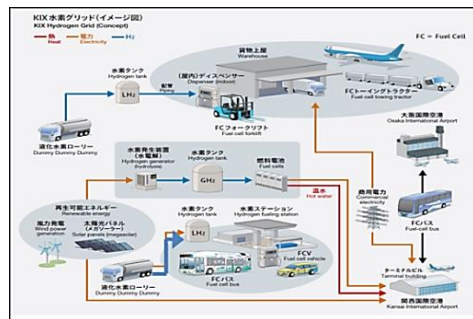 KIX 水素グリッド(イメージ図)
KIX Hydrogen Grid (Concept)
熱
Heat
電力
Electricity
H₂
FC = Fuel Cell
貨物上屋
Warehouse
水素タンク
Hydrogen tank
LH₂
配管
Piping
(屋内)ディスペンサー
Dispenser (indoor)
FCフォークリフト
Fuel cell forklift
FCトーイングトラクター
Fuel cell towing tractor
液化水素ローリー
Dummy Dummy Dummy
大阪国際空港
Osaka International Airport
水素発生装置
(水電解)
Hydrogen generator
水素タンク
Hydrogen tank
GH₂
燃料電池
Fuel cells
温水
Hot water
商用電力
Commercial
electricity
FCバス
Fuel-cell bus
再生可能エネルギー
Renewable energy
風力発電
Wind power
generation
太陽光パネル
(メガソーラー)
Solar panels (megasolar)
水素タンク
Hydrogen tank
LH₂
水素ステーション
Hydrogen fueling station
FCV
Fuel cell vehicle
FCバス
Fuel cell bus
液化水素ローリー
Dummy Dummy Dummy
ターミナルビル
Terminal building
関西国際空港
Kansai International Airport